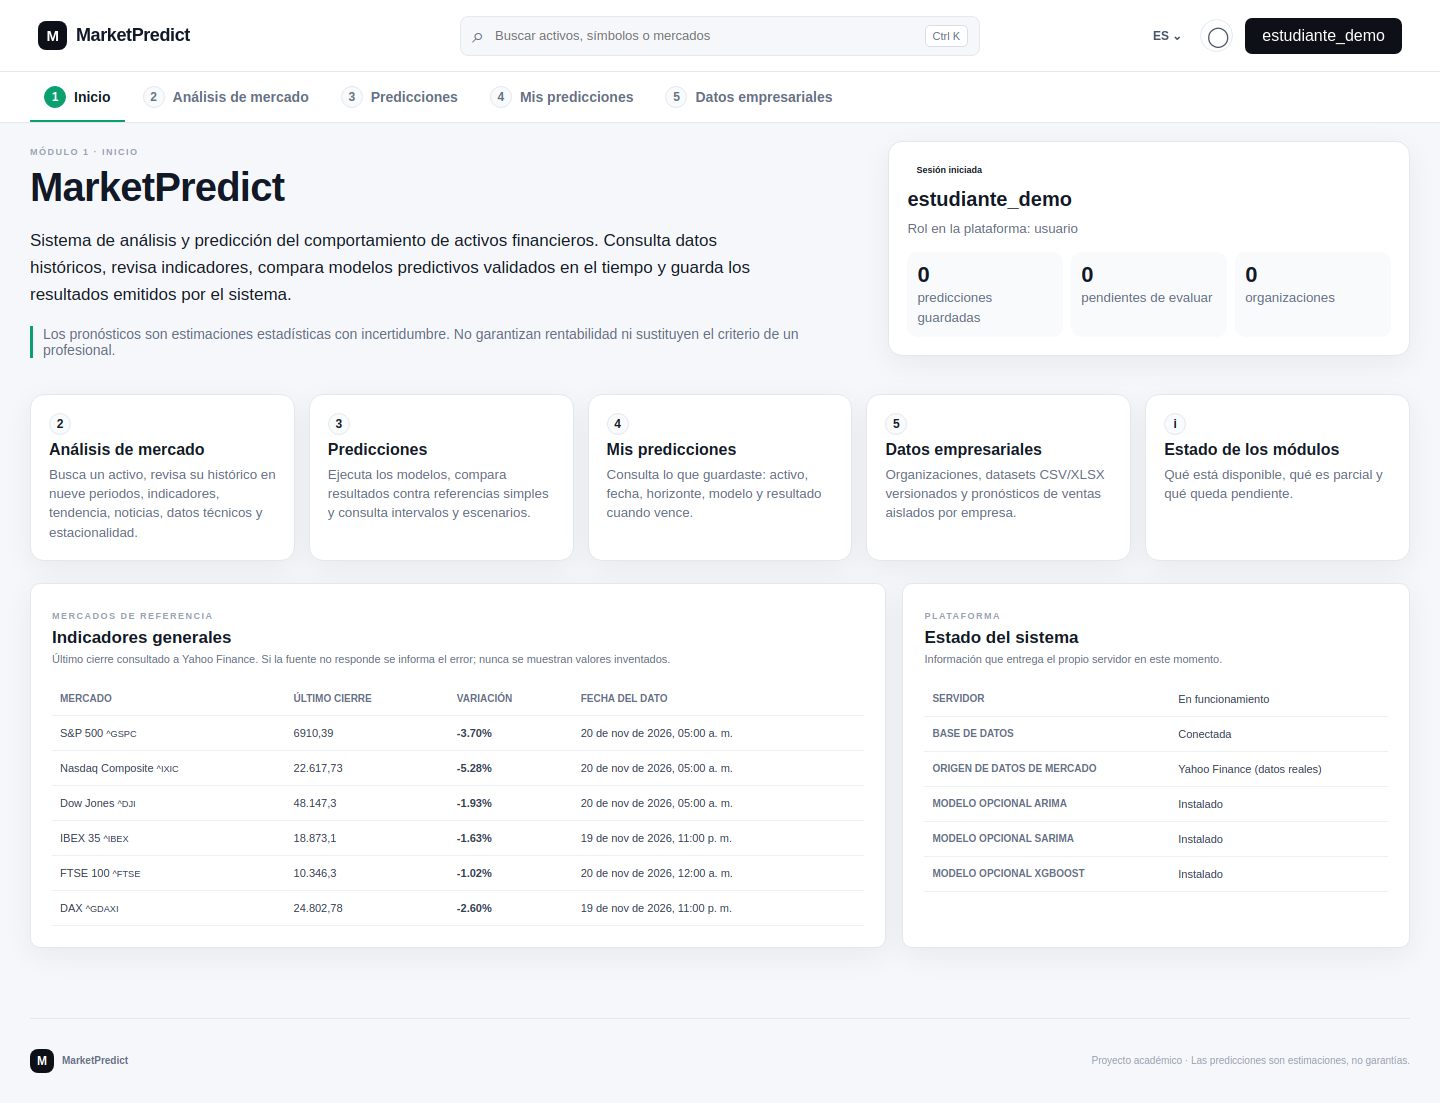 M MarketPredict
Buscar activos, símbolos o mercados Ctrl K
ES
estudiante_demo
1 Inicio 2 Análisis de mercado 3 Predicciones 4 Mis predicciones 5 Datos empresariales
MÓDULO 1 · INICIO
MarketPredict
Sistema de análisis y predicción del comportamiento de activos financieros. Consulta datos
históricos, revisa indicadores, compara modelos predictivos validados en el tiempo y guarda los
resultados emitidos por el sistema.
Los pronósticos son estimaciones estadísticas con incertidumbre. No garantizan rentabilidad ni sustituyen el criterio de un
profesional.
Sesión iniciada
estudiante_demo
Rol en la plataforma: usuario
0
predicciones
guardadas
0
pendientes de evaluar
0
organizaciones
2
Análisis de mercado
Busca un activo, revisa su histórico en
nueve periodos, indicadores,
tendencia, noticias, datos técnicos y
estacionalidad.
3
Predicciones
Ejecuta los modelos, compara
resultados contra referencias simples
y consulta intervalos y escenarios.
4
Mis predicciones
Consulta lo que guardaste: activo,
fecha, horizonte, modelo y resultado
cuando vence.
5
Datos empresariales
Organizaciones, datasets CSV/XLSX
versionados y pronósticos de ventas
aislados por empresa.
i
Estado de los módulos
Qué está disponible, qué es parcial y
qué queda pendiente.
MERCADOS DE REFERENCIA
Indicadores generales
Último cierre consultado a Yahoo Finance. Si la fuente no responde se informa el error; nunca se muestran valores inventados.
MERCADO ÚLTIMO CIERRE VARIACIÓN FECHA DEL DATO
S&P 500 ^GSPC 6910,39 -3.70% 20 de nov de 2026, 05:00 a. m.
Nasdaq Composite ^IXIC 22.617,73 -5.28% 20 de nov de 2026, 05:00 a. m.
Dow Jones ^DJI 48.147,3 -1.93% 20 de nov de 2026, 05:00 a. m.
IBEX 35 ^IBEX 18.873,1 -1.63% 19 de nov de 2026, 11:00 p. m.
FTSE 100 ^FTSE 10.346,3 -1.02% 20 de nov de 2026, 12:00 a. m.
DAX ^GDAXI 24.802,78 -2.60% 19 de nov de 2026, 11:00 p. m.
PLATAFORMA
Estado del sistema
Información que entrega el propio servidor en este momento.
SERVIDOR En funcionamiento
BASE DE DATOS Conectada
ORIGEN DE DATOS DE MERCADO Yahoo Finance (datos reales)
MODELO OPCIONAL ARIMA Instalado
MODELO OPCIONAL SARIMA Instalado
MODELO OPCIONAL XGBOOST Instalado
M MarketPredict
Proyecto académico · Las predicciones son estimaciones, no garantías.